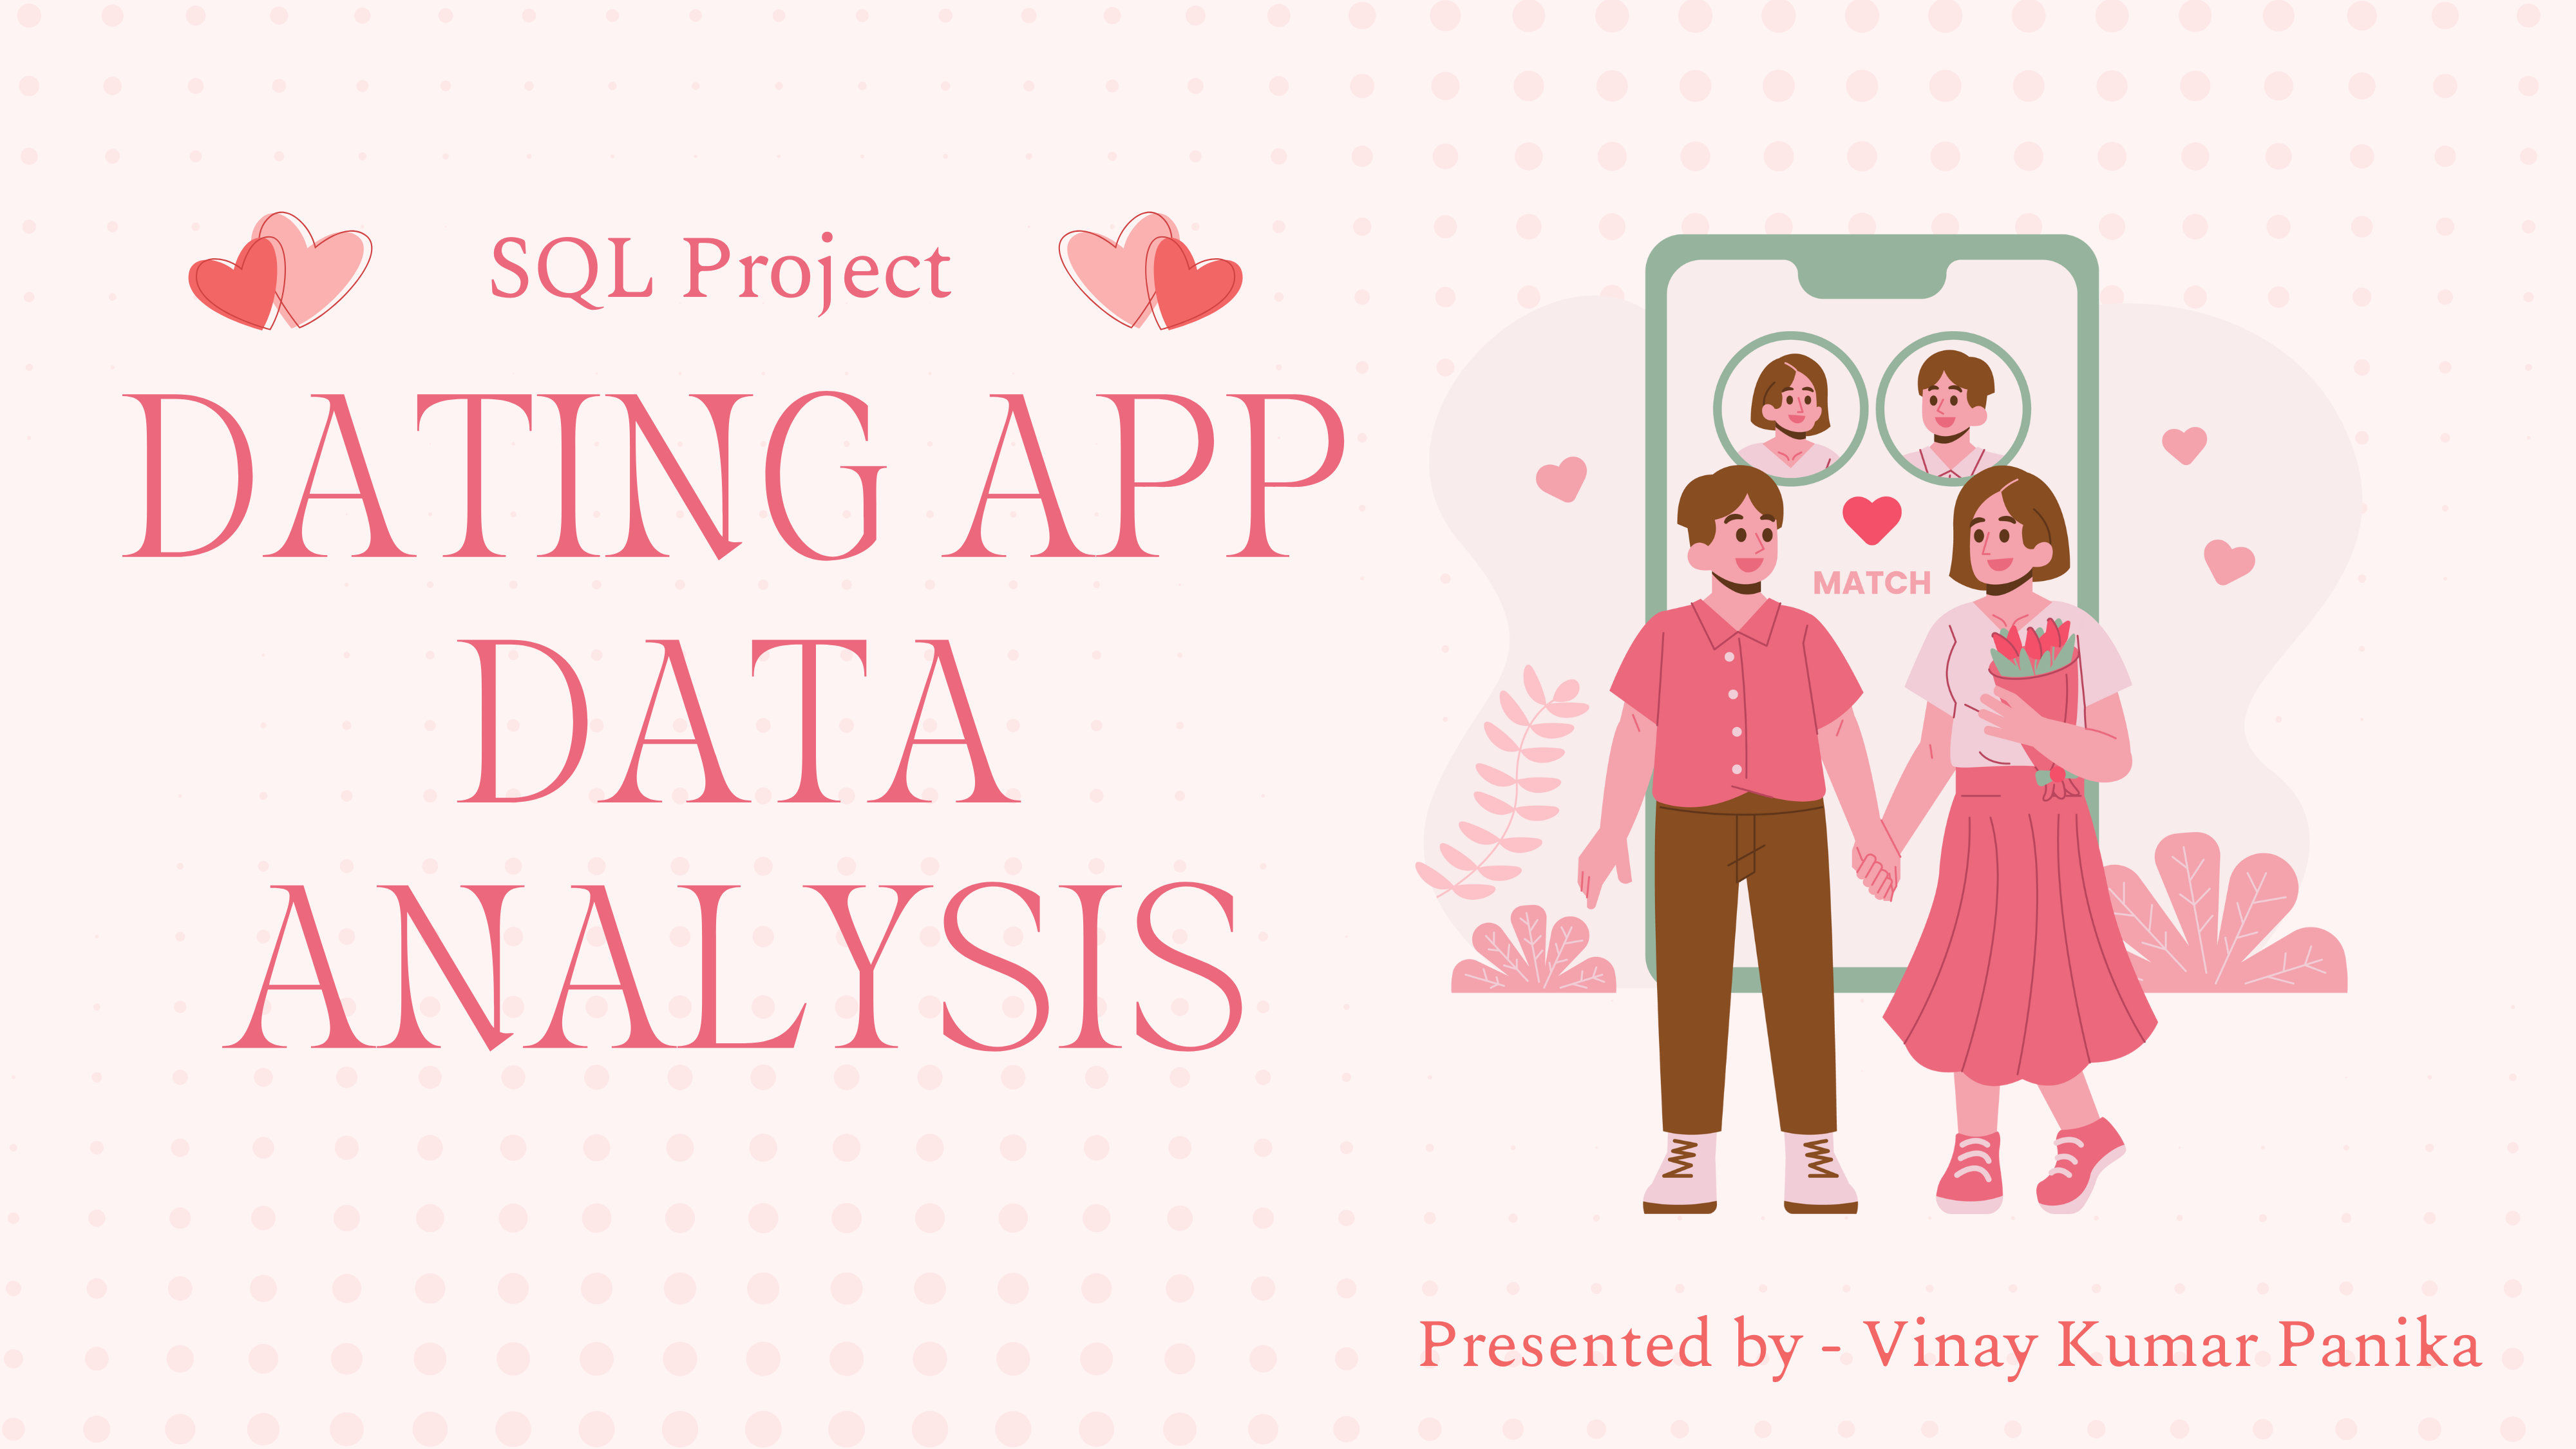 SQL Project
DATING APP
DATA
ANALYSIS
MATCH
Presented by - Vinay Kumar Panika